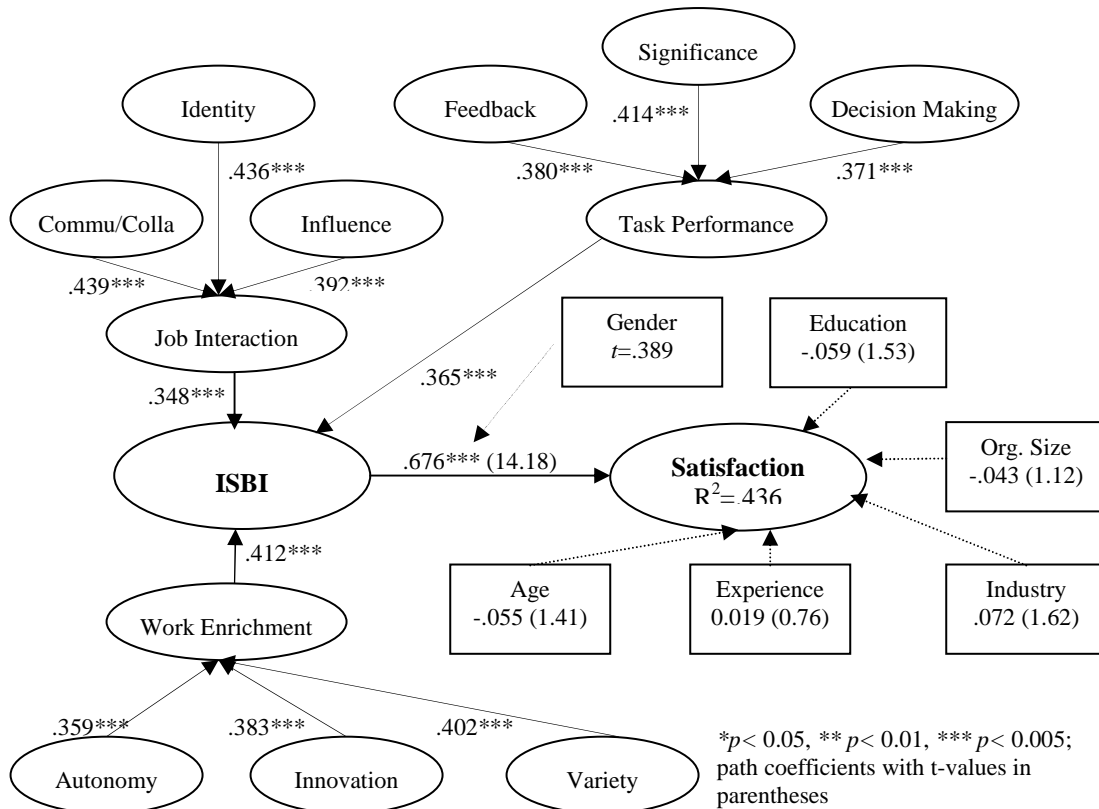 Significance
Identity
Feedback
Decision Making
.414***
.436***
.380***
.371***
Commu/Colla
Influence
Task Performance
.439***
.392***
Job Interaction
Gender
t=.389
Education
-.059 (1.53)
.348***
.365***
ISBI
.676*** (14.18)
Satisfaction
R²=.436
Org. Size
-.043 (1.12)
.412***
Age
-.055 (1.41)
Experience
0.019 (0.76)
Industry
.072 (1.62)
Work Enrichment
.359***
.383***
.402***
Autonomy
Innovation
Variety
*p< 0.05, ** p< 0.01, *** p< 0.005;
path coefficients with t-values in
parentheses